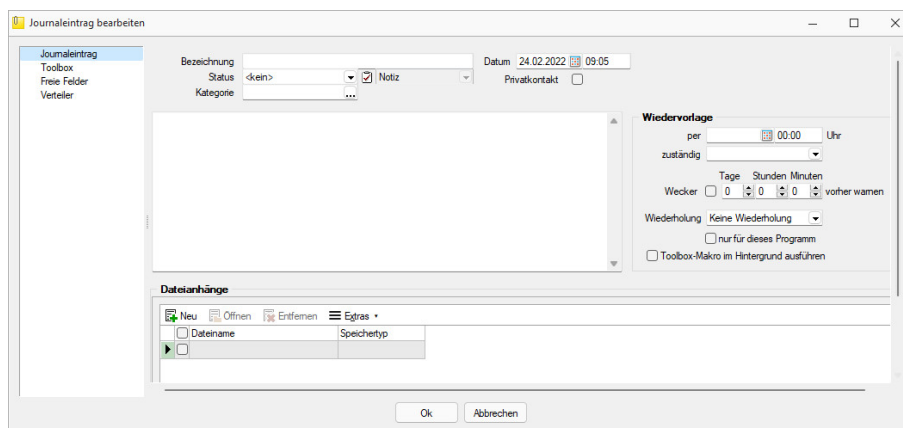 Journaleintrag bearbeiten
Journaleintrag
Toolbox
Freie Felder
Verteiler
Bezeichnung
Datum 24.02.2022 09:05
Status <kein> Notiz
Privatkontakt
Kategorie ...
Wiedervorlage
per 00:00 Uhr
zuständig
Tage Stunden Minuten
Wecker 0 0 0 vorher warnen
Wiederholung Keine Wiederholung
nur für dieses Programm
Toolbox-Makro im Hintergrund ausführen
Dateianhänge
Neu Öffnen Entfernen Extras
Dateiname Speichertyp
Ok Abbrechen